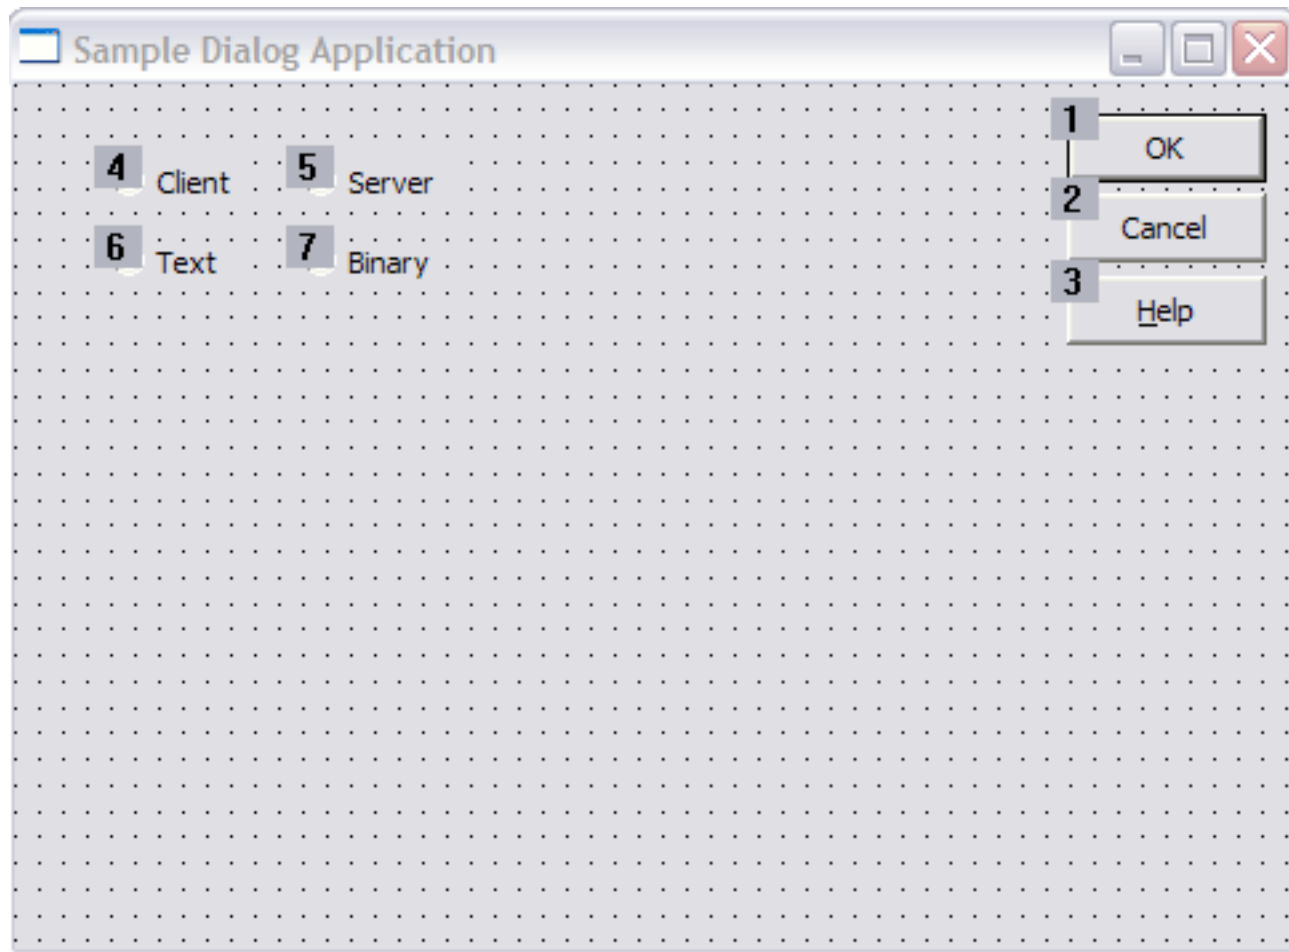 Sample Dialog Application
1 OK
4 Client 5 Server
2 Cancel
6 Text 7 Binary
3 Help